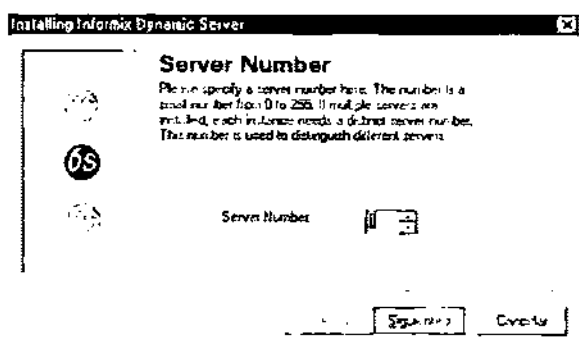 Installing Informix Dynamic Server
Server Number
Please specify a server number here. The number is a
small number from 0 to 255. If multiple servers are
installed, each instance needs a distinct server number.
This number is used to distinguish different servers.
Server Number
Cancelar